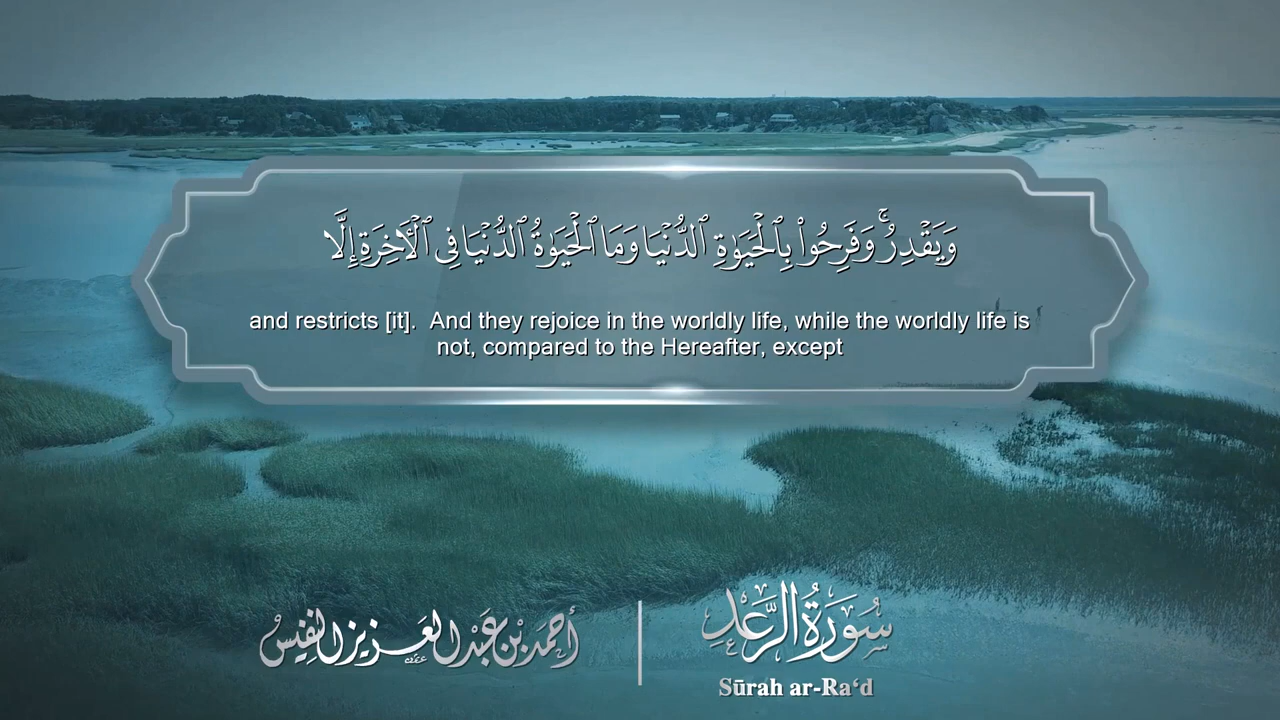 وَيَقْدِرُ ۚ وَفَرِحُوا۟ بِٱلْحَيَوٰةِ ٱلدُّنْيَا وَمَا ٱلْحَيَوٰةُ ٱلدُّنْيَا فِى ٱلْـَٔاخِرَةِ إِلَّا
and restricts [it].  And they rejoice in the worldly life, while the worldly life is
not, compared to the Hereafter, except
سُورَةُ الرَّعْدِ
Sūrah ar-Ra‘d
أحمد بن عبد العزيز النفيس